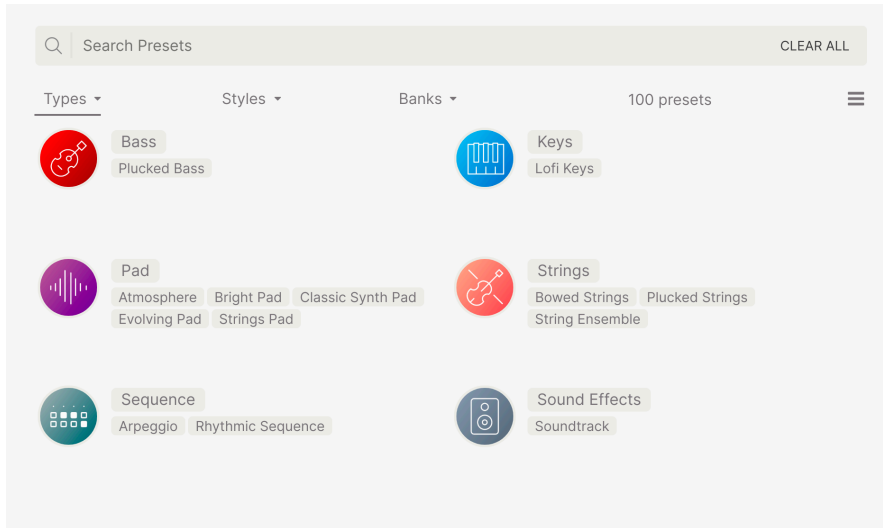 Search Presets CLEAR ALL
Types Styles Banks 100 presets
Bass
Plucked Bass
Keys
Lofi Keys
Pad
Atmosphere Bright Pad Classic Synth Pad
Evolving Pad Strings Pad
Strings
Bowed Strings Plucked Strings
String Ensemble
Sequence
Arpeggio Rhythmic Sequence
Sound Effects
Soundtrack